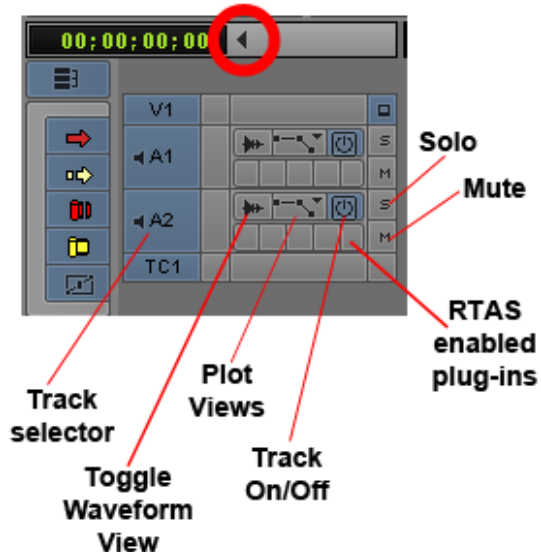 00;00;00;00
V1
A1
S
M
A2
S
M
TC1
Solo
Mute
RTAS
enabled
plug-ins
Plot
Views
Track
selector
Track
On/Off
Toggle
Waveform
View